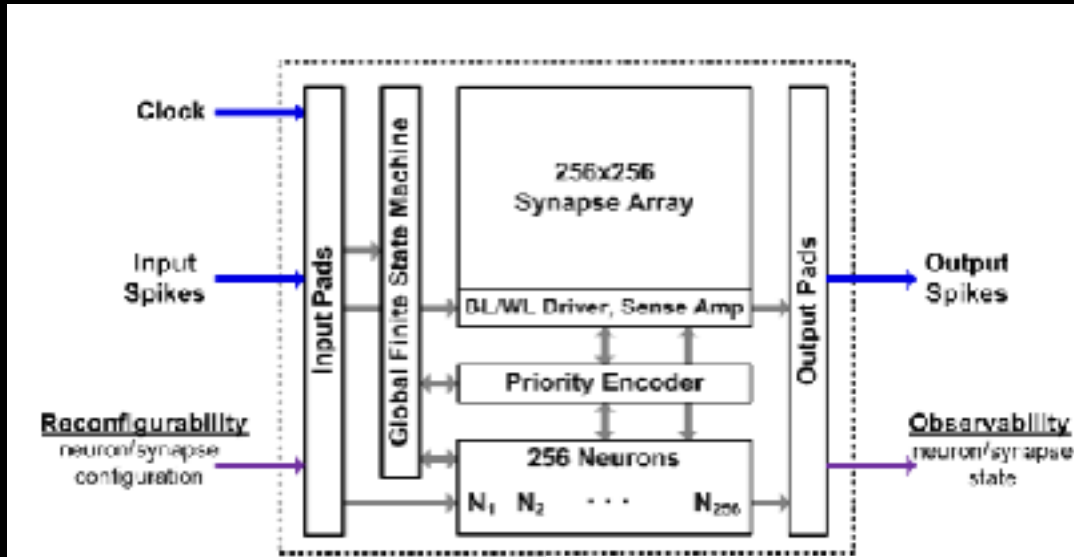 Clock
Input
Spikes
Reconfigurability
neuron/synapse
configuration
Input Pads
Global Finite State Machine
256x256
Synapse Array
BL/WL Driver, Sense Amp
Priority Encoder
256 Neurons
N1 N2 · · · N256
Output Pads
Output
Spikes
Observability
neuron/synapse
state